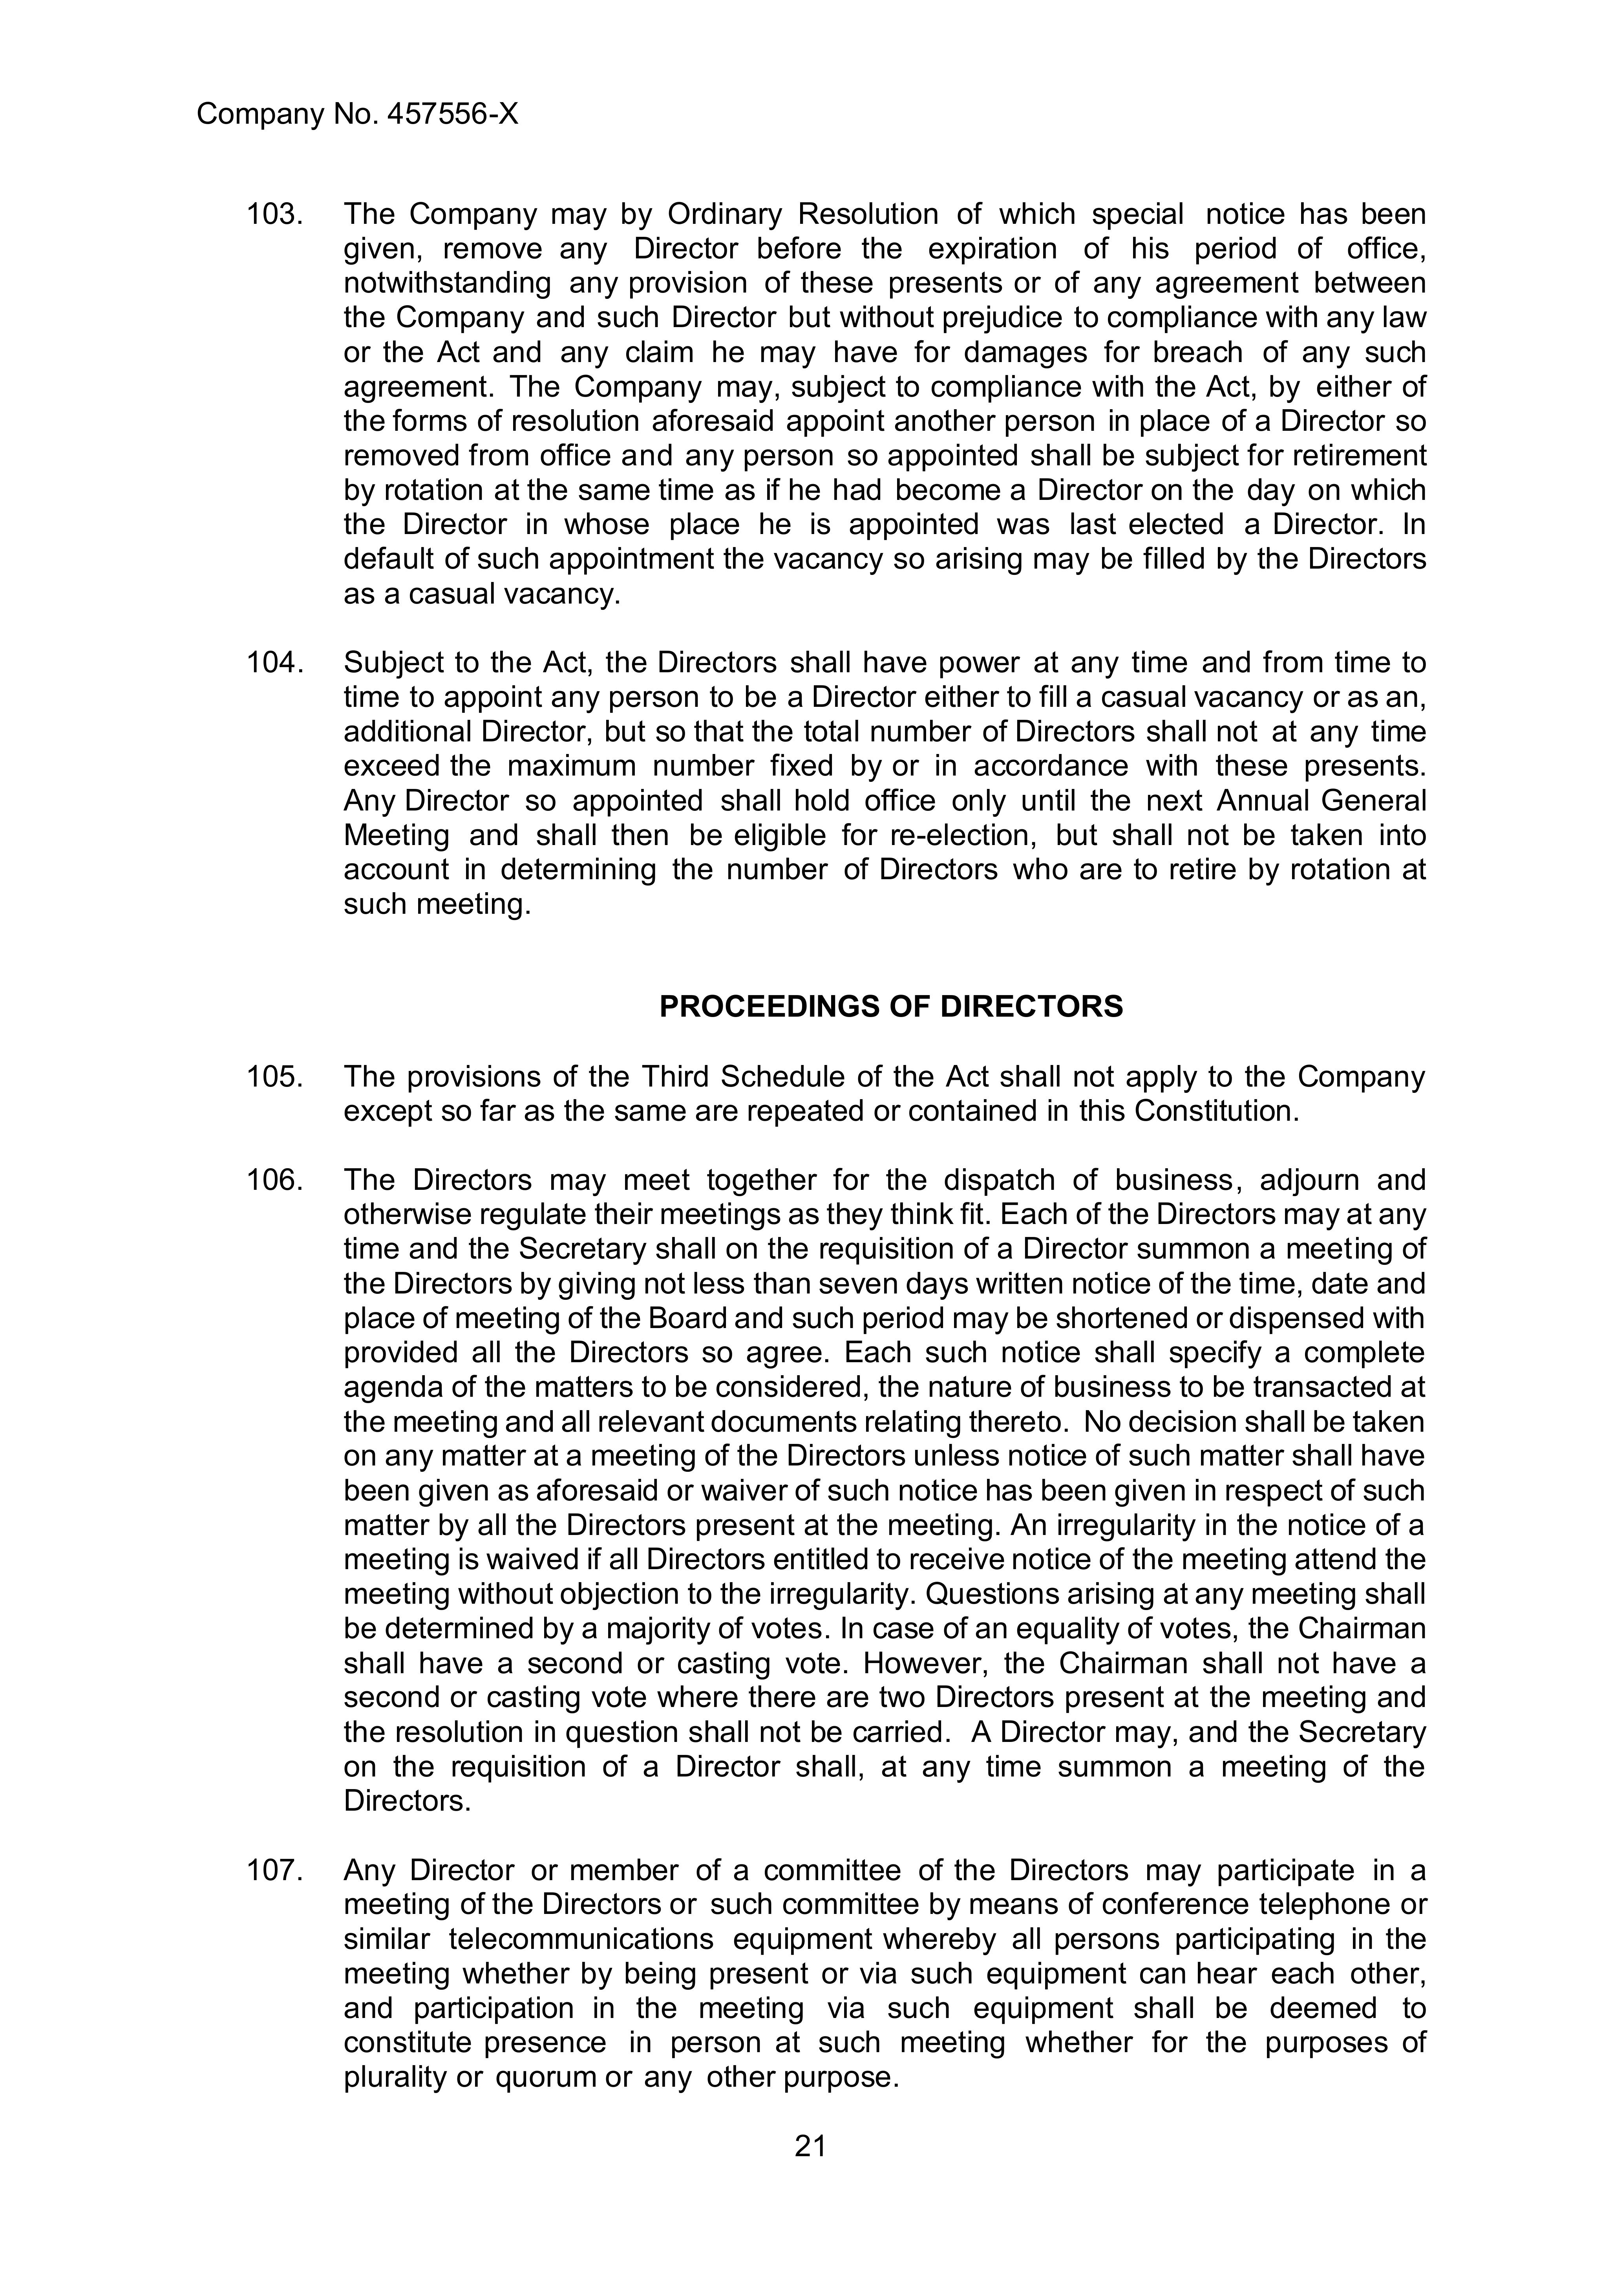 Company No. 457556-X
103. The Company may by Ordinary Resolution of which special notice has been
given, remove any Director before the expiration of his period of office,
notwithstanding any provision of these presents or of any agreement between
the Company and such Director but without prejudice to compliance with any law
or the Act and any claim he may have for damages for breach of any such
agreement. The Company may, subject to compliance with the Act, by either of
the forms of resolution aforesaid appoint another person in place of a Director so
removed from office and any person so appointed shall be subject for retirement
by rotation at the same time as if he had become a Director on the day on which
the Director in whose place he is appointed was last elected a Director. In
default of such appointment the vacancy so arising may be filled by the Directors
as a casual vacancy.
104. Subject to the Act, the Directors shall have power at any time and from time to
time to appoint any person to be a Director either to fill a casual vacancy or as an,
additional Director, but so that the total number of Directors shall not at any time
exceed the maximum number fixed by or in accordance with these presents.
Any Director so appointed shall hold office only until the next Annual General
Meeting and shall then be eligible for re-election, but shall not be taken into
account in determining the number of Directors who are to retire by rotation at
such meeting.
PROCEEDINGS OF DIRECTORS
105. The provisions of the Third Schedule of the Act shall not apply to the Company
except so far as the same are repeated or contained in this Constitution.
106. The Directors may meet together for the dispatch of business, adjourn and
otherwise regulate their meetings as they think fit. Each of the Directors may at any
time and the Secretary shall on the requisition of a Director summon a meeting of
the Directors by giving not less than seven days written notice of the time, date and
place of meeting of the Board and such period may be shortened or dispensed with
provided all the Directors so agree. Each such notice shall specify a complete
agenda of the matters to be considered, the nature of business to be transacted at
the meeting and all relevant documents relating thereto. No decision shall be taken
on any matter at a meeting of the Directors unless notice of such matter shall have
been given as aforesaid or waiver of such notice has been given in respect of such
matter by all the Directors present at the meeting. An irregularity in the notice of a
meeting is waived if all Directors entitled to receive notice of the meeting attend the
meeting without objection to the irregularity. Questions arising at any meeting shall
be determined by a majority of votes. In case of an equality of votes, the Chairman
shall have a second or casting vote. However, the Chairman shall not have a
second or casting vote where there are two Directors present at the meeting and
the resolution in question shall not be carried. A Director may, and the Secretary
on the requisition of a Director shall, at any time summon a meeting of the
Directors.
107. Any Director or member of a committee of the Directors may participate in a
meeting of the Directors or such committee by means of conference telephone or
similar telecommunications equipment whereby all persons participating in the
meeting whether by being present or via such equipment can hear each other,
and participation in the meeting via such equipment shall be deemed to
constitute presence in person at such meeting whether for the purposes of
plurality or quorum or any other purpose.
21